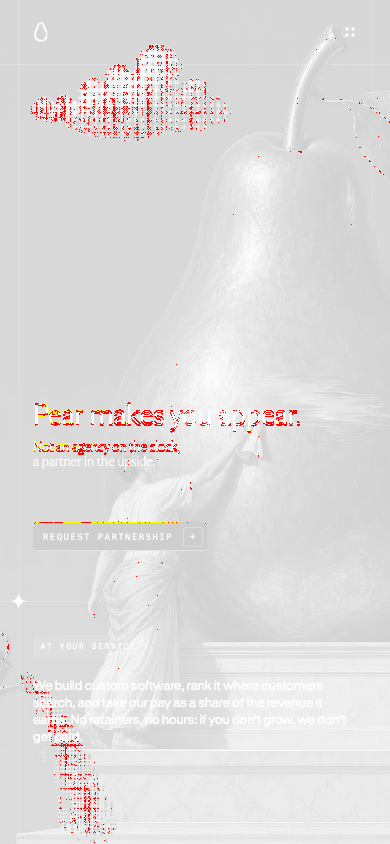 Pear makes you appear.
Not an agency on the clock,
a partner in the upside.
REQUEST PARTNERSHIP
AT YOUR SERVICE
We build custom software, rank it where customers
search, and take our pay as a share of the revenue it
earns. No retainers, no hours: if you don't grow, we don't
get paid.